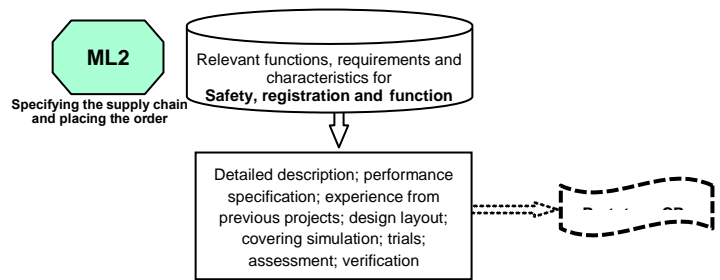 ML2
Specifying the supply chain
and placing the order
Relevant functions, requirements and
characteristics for
Safety, registration and function
Detailed description; performance
specification; experience from
previous projects; design layout;
covering simulation; trials;
assessment; verification